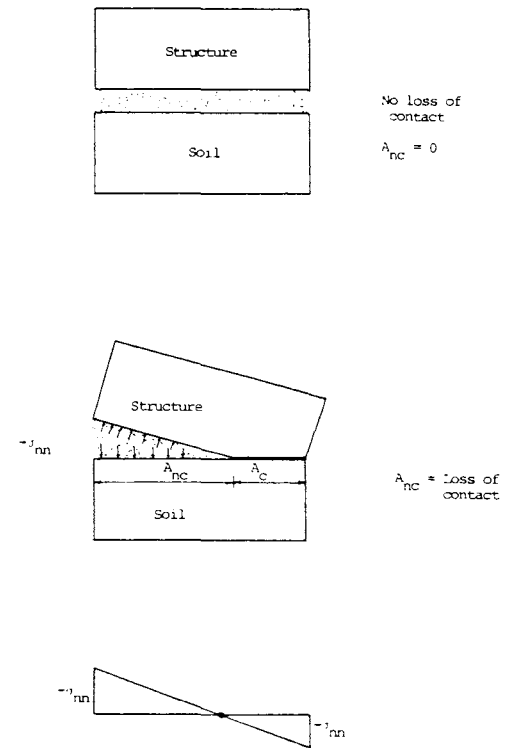 Structure
No loss of
contact
Soil
A_nc = 0
Structure
A_nc
A_c
A_nc = Loss of
contact
Soil